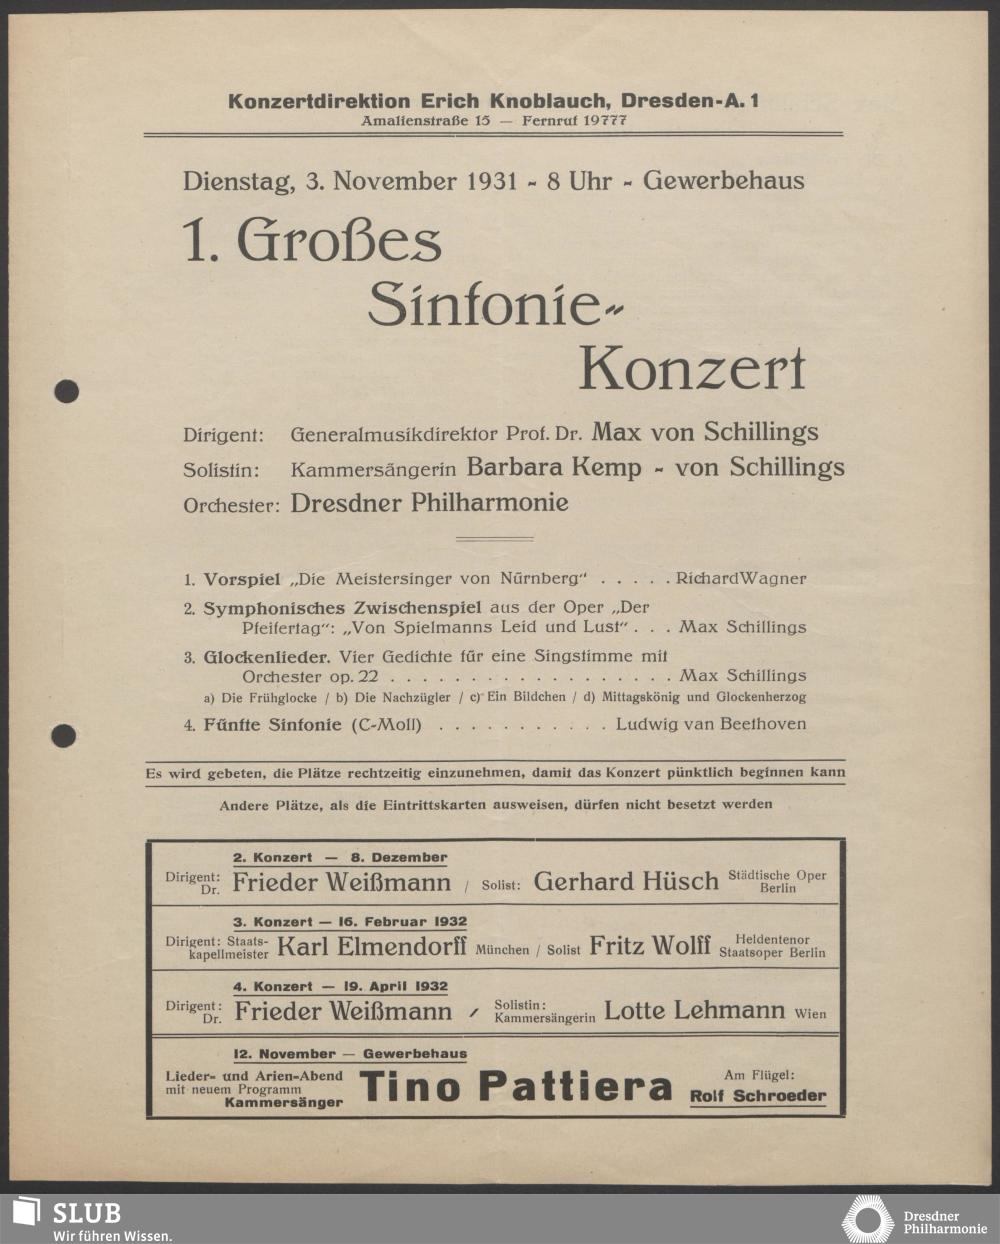 Konzertdirektion Erich Knoblauch, Dresden-A. 1
Amalienstraße 15 — Fernruf 19777
Dienstag, 3. November 1931 - 8 Uhr - Gewerbehaus
1. Großes
Sinfonie-
Konzert
Dirigent: Generalmusikdirektor Prof. Dr. Max von Schillings
Solistin: Kammersängerin Barbara Kemp - von Schillings
Orchester: Dresdner Philharmonie
1. Vorspiel „Die Meistersinger von Nürnberg“ . . . . . Richard Wagner
2. Symphonisches Zwischenspiel aus der Oper „Der
Pfeifertag“: „Von Spielmanns Leid und Lust“ . . . Max Schillings
3. Glockenlieder. Vier Gedichte für eine Singstimme mit
Orchester op. 22 . . . . . . . . . . . . . . . . . Max Schillings
a) Die Frühglocke / b) Die Nachzügler / c) Ein Bildchen / d) Mittagskönig und Glockenherzog
4. Fünfte Sinfonie (C-Moll) . . . . . . . . . . . Ludwig van Beethoven
Es wird gebeten, die Plätze rechtzeitig einzunehmen, damit das Konzert pünktlich beginnen kann
Andere Plätze, als die Eintrittskarten ausweisen, dürfen nicht besetzt werden
2. Konzert — 8. Dezember
Dirigent: Dr. Frieder Weißmann / Solist: Gerhard Hüsch Städtische Oper Berlin
3. Konzert — 16. Februar 1932
Dirigent: Staats-kapellmeister Karl Elmendorff München / Solist Fritz Wolff Heldentenor Staatsoper Berlin
4. Konzert — 19. April 1932
Dirigent: Dr. Frieder Weißmann / Solistin: Kammersängerin Lotte Lehmann Wien
12. November — Gewerbehaus
Lieder- und Arien-Abend
mit neuem Programm
Kammersänger Tino Pattiera
Am Flügel:
Rolf Schroeder
SLUB
Wir führen Wissen.
Dresdner
Philharmonie